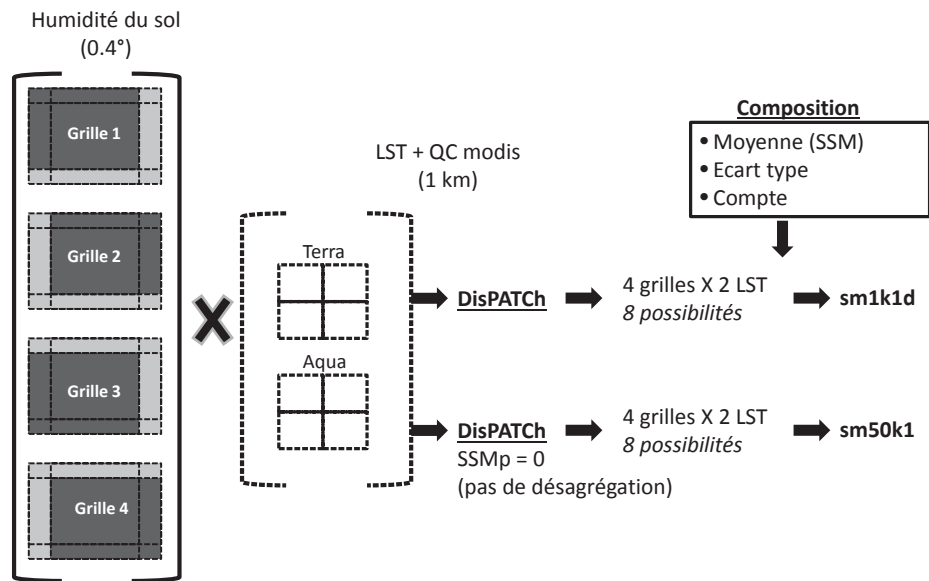 Humidité du sol
(0.4°)
Grille 1
Grille 2
Grille 3
Grille 4
LST + QC modis
(1 km)
Terra
Aqua
Composition
• Moyenne (SSM)
• Ecart type
• Compte
DisPATCh
4 grilles X 2 LST
8 possibilités
sm1k1d
DisPATCh
SSMp = 0
(pas de désagrégation)
4 grilles X 2 LST
8 possibilités
sm50k1